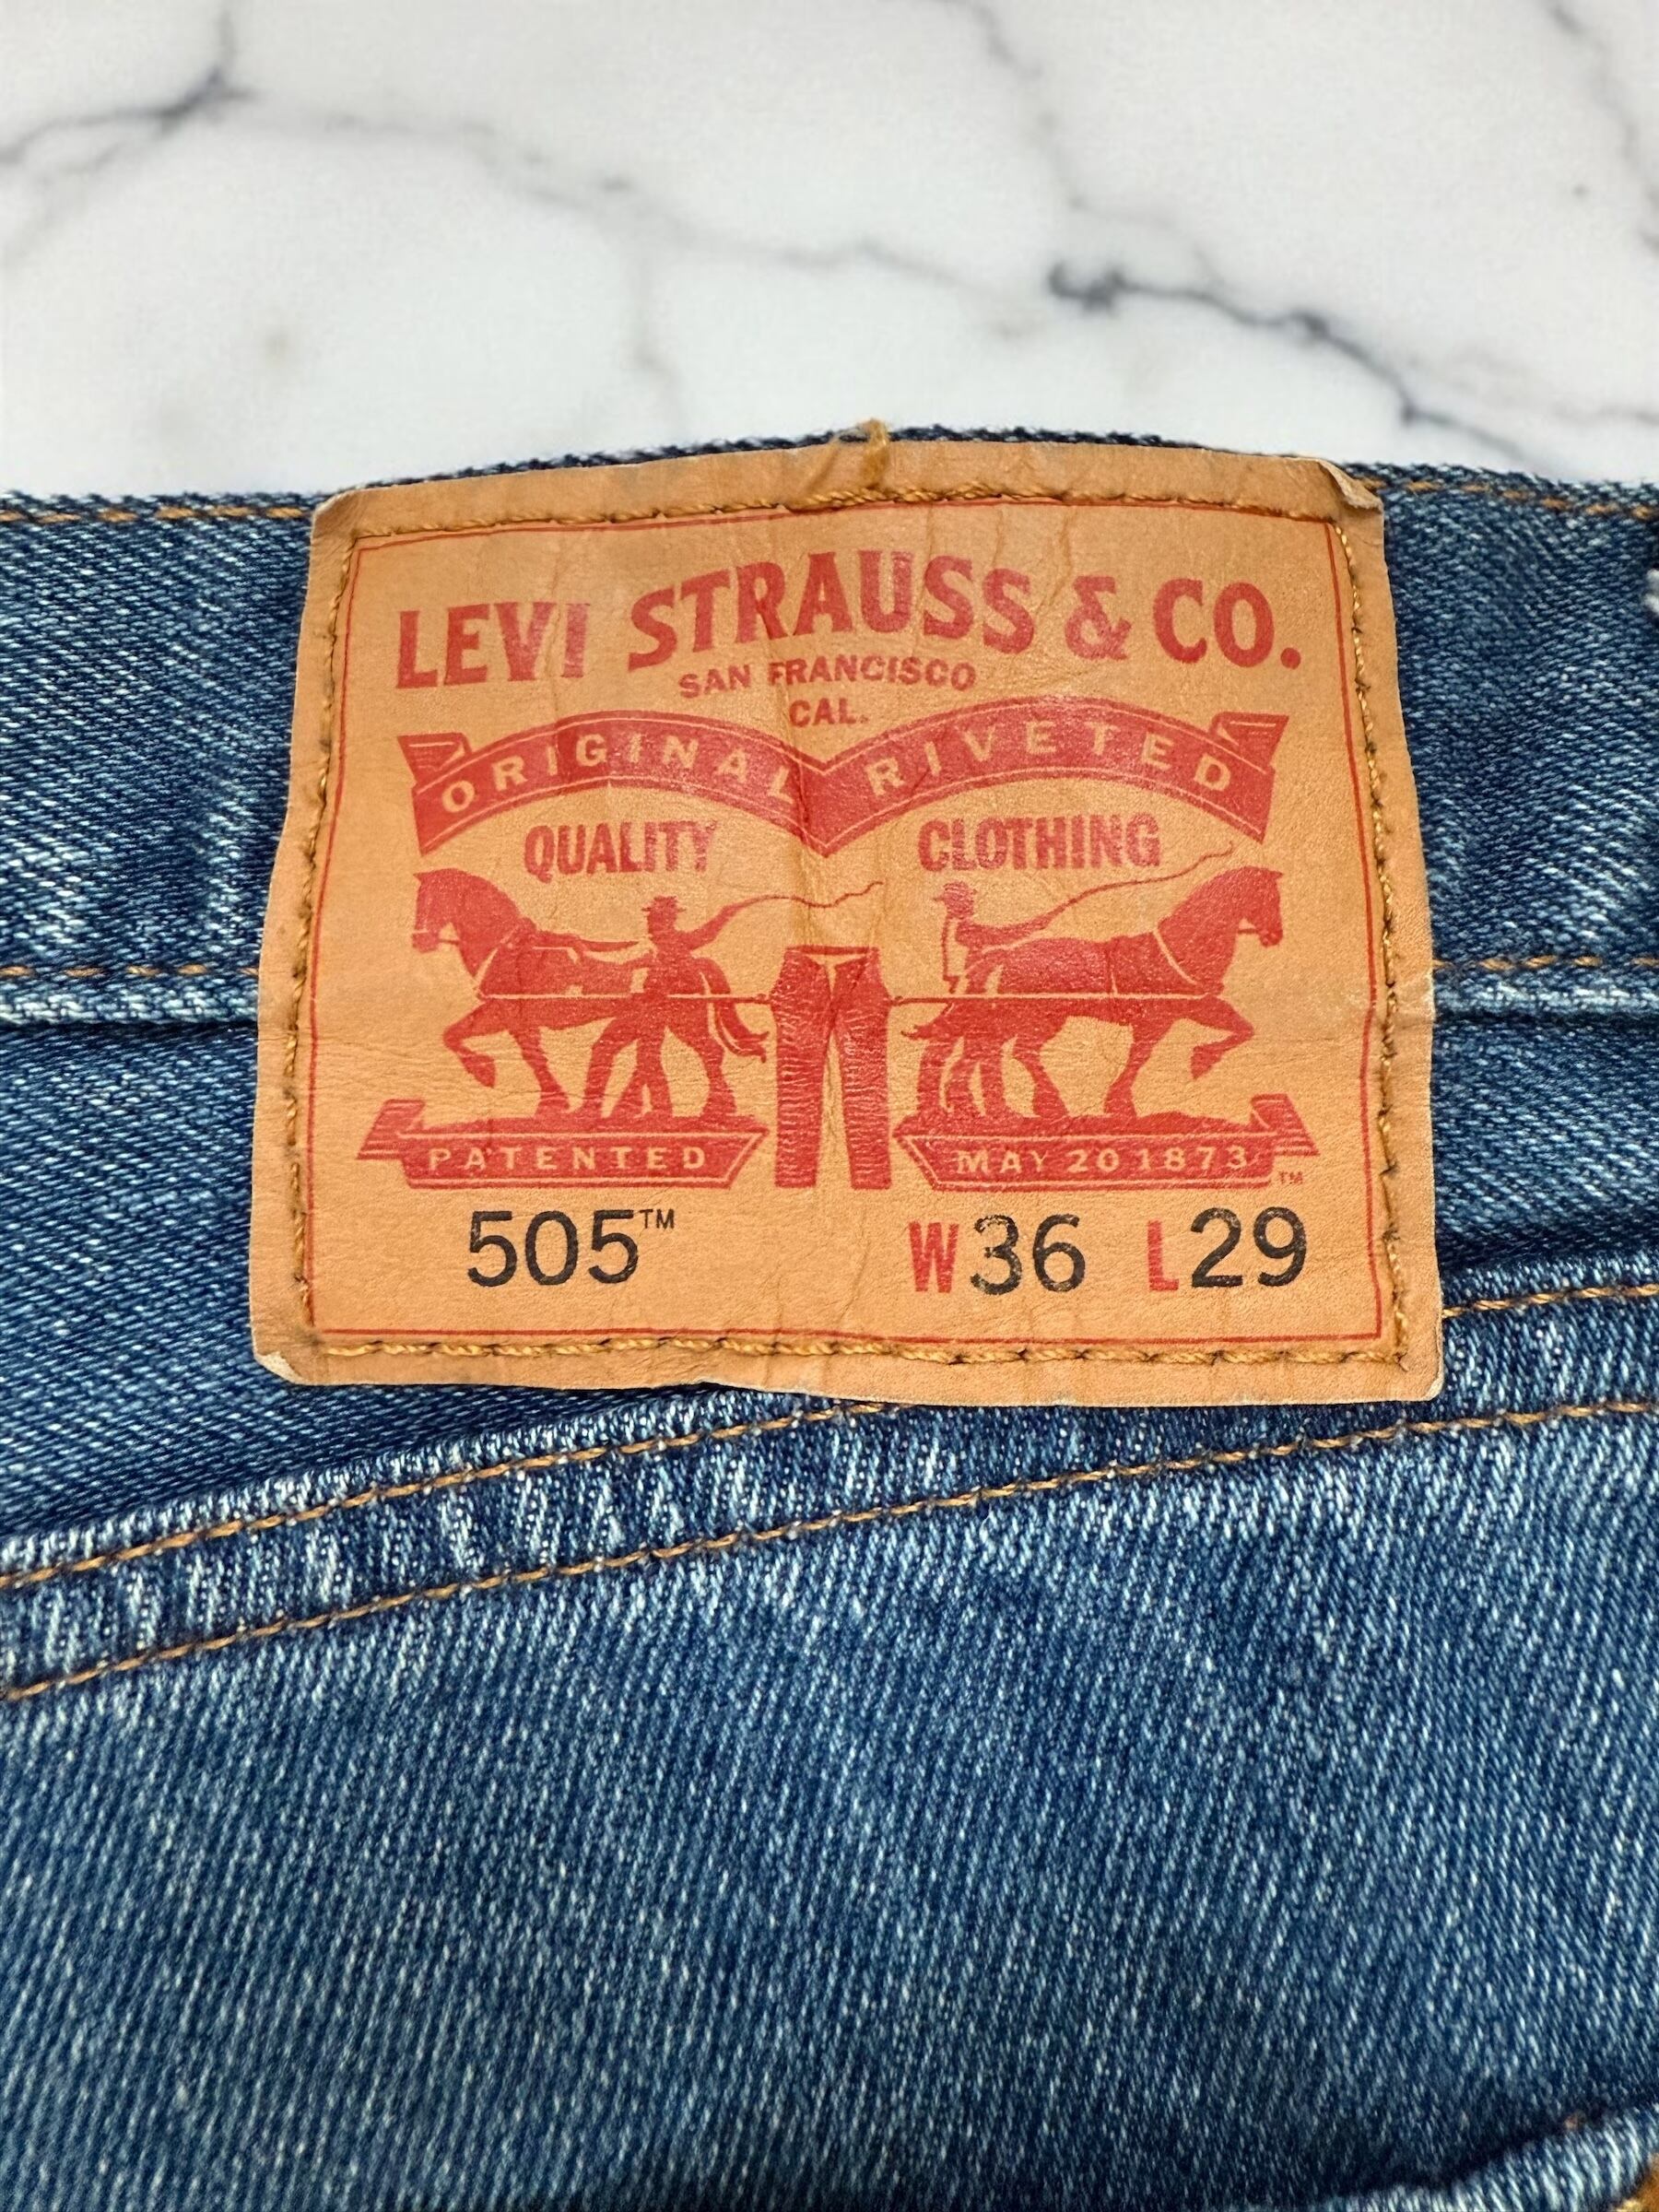 LEVI STRAUSS & CO.
SAN FRANCISCO
CAL.
ORIGINAL RIVETED
QUALITY CLOTHING
PATENTED MAY 20 1873 ™
505™ W36 L29